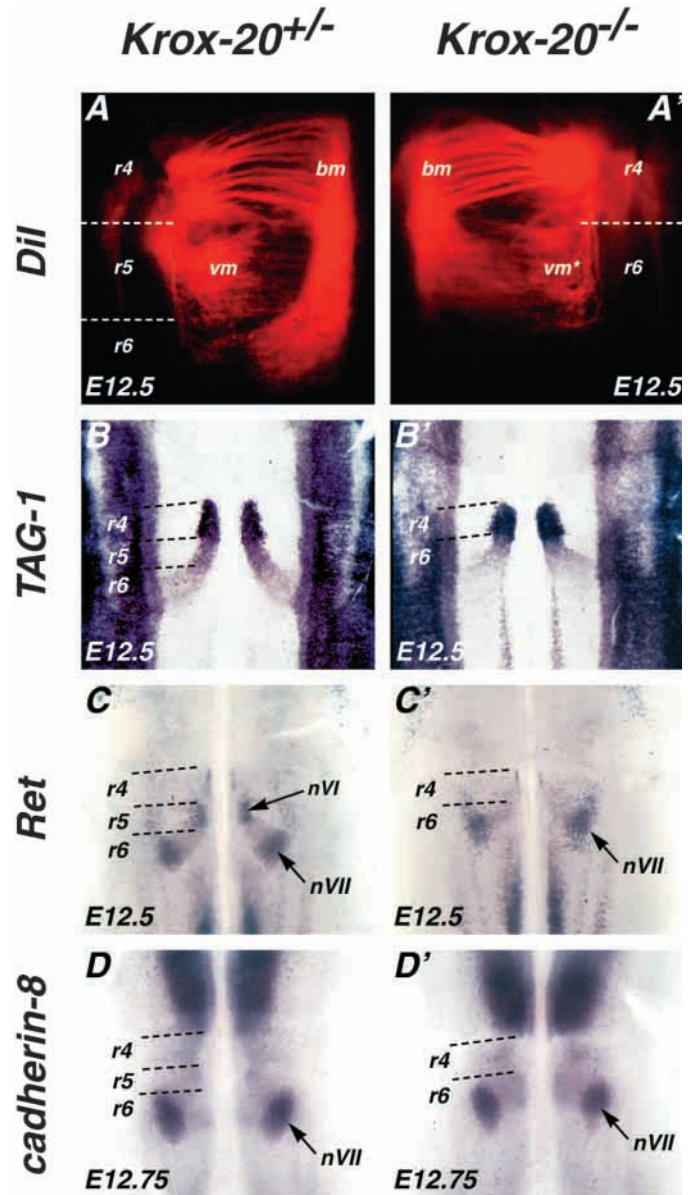 Krox-20+/- Krox-20-/-
DiI
A
r4
bm
r5
vm
r6
E12.5
A'
bm
r4
vm*
r6
E12.5
TAG-1
B
r4
r5
r6
E12.5
B'
r4
r6
E12.5
Ret
C
r4
nVI
r5
r6
nVII
E12.5
C'
r4
r6
nVII
E12.5
cadherin-8
D
r4
r5
r6
nVII
E12.75
D'
r4
r6
nVII
E12.75